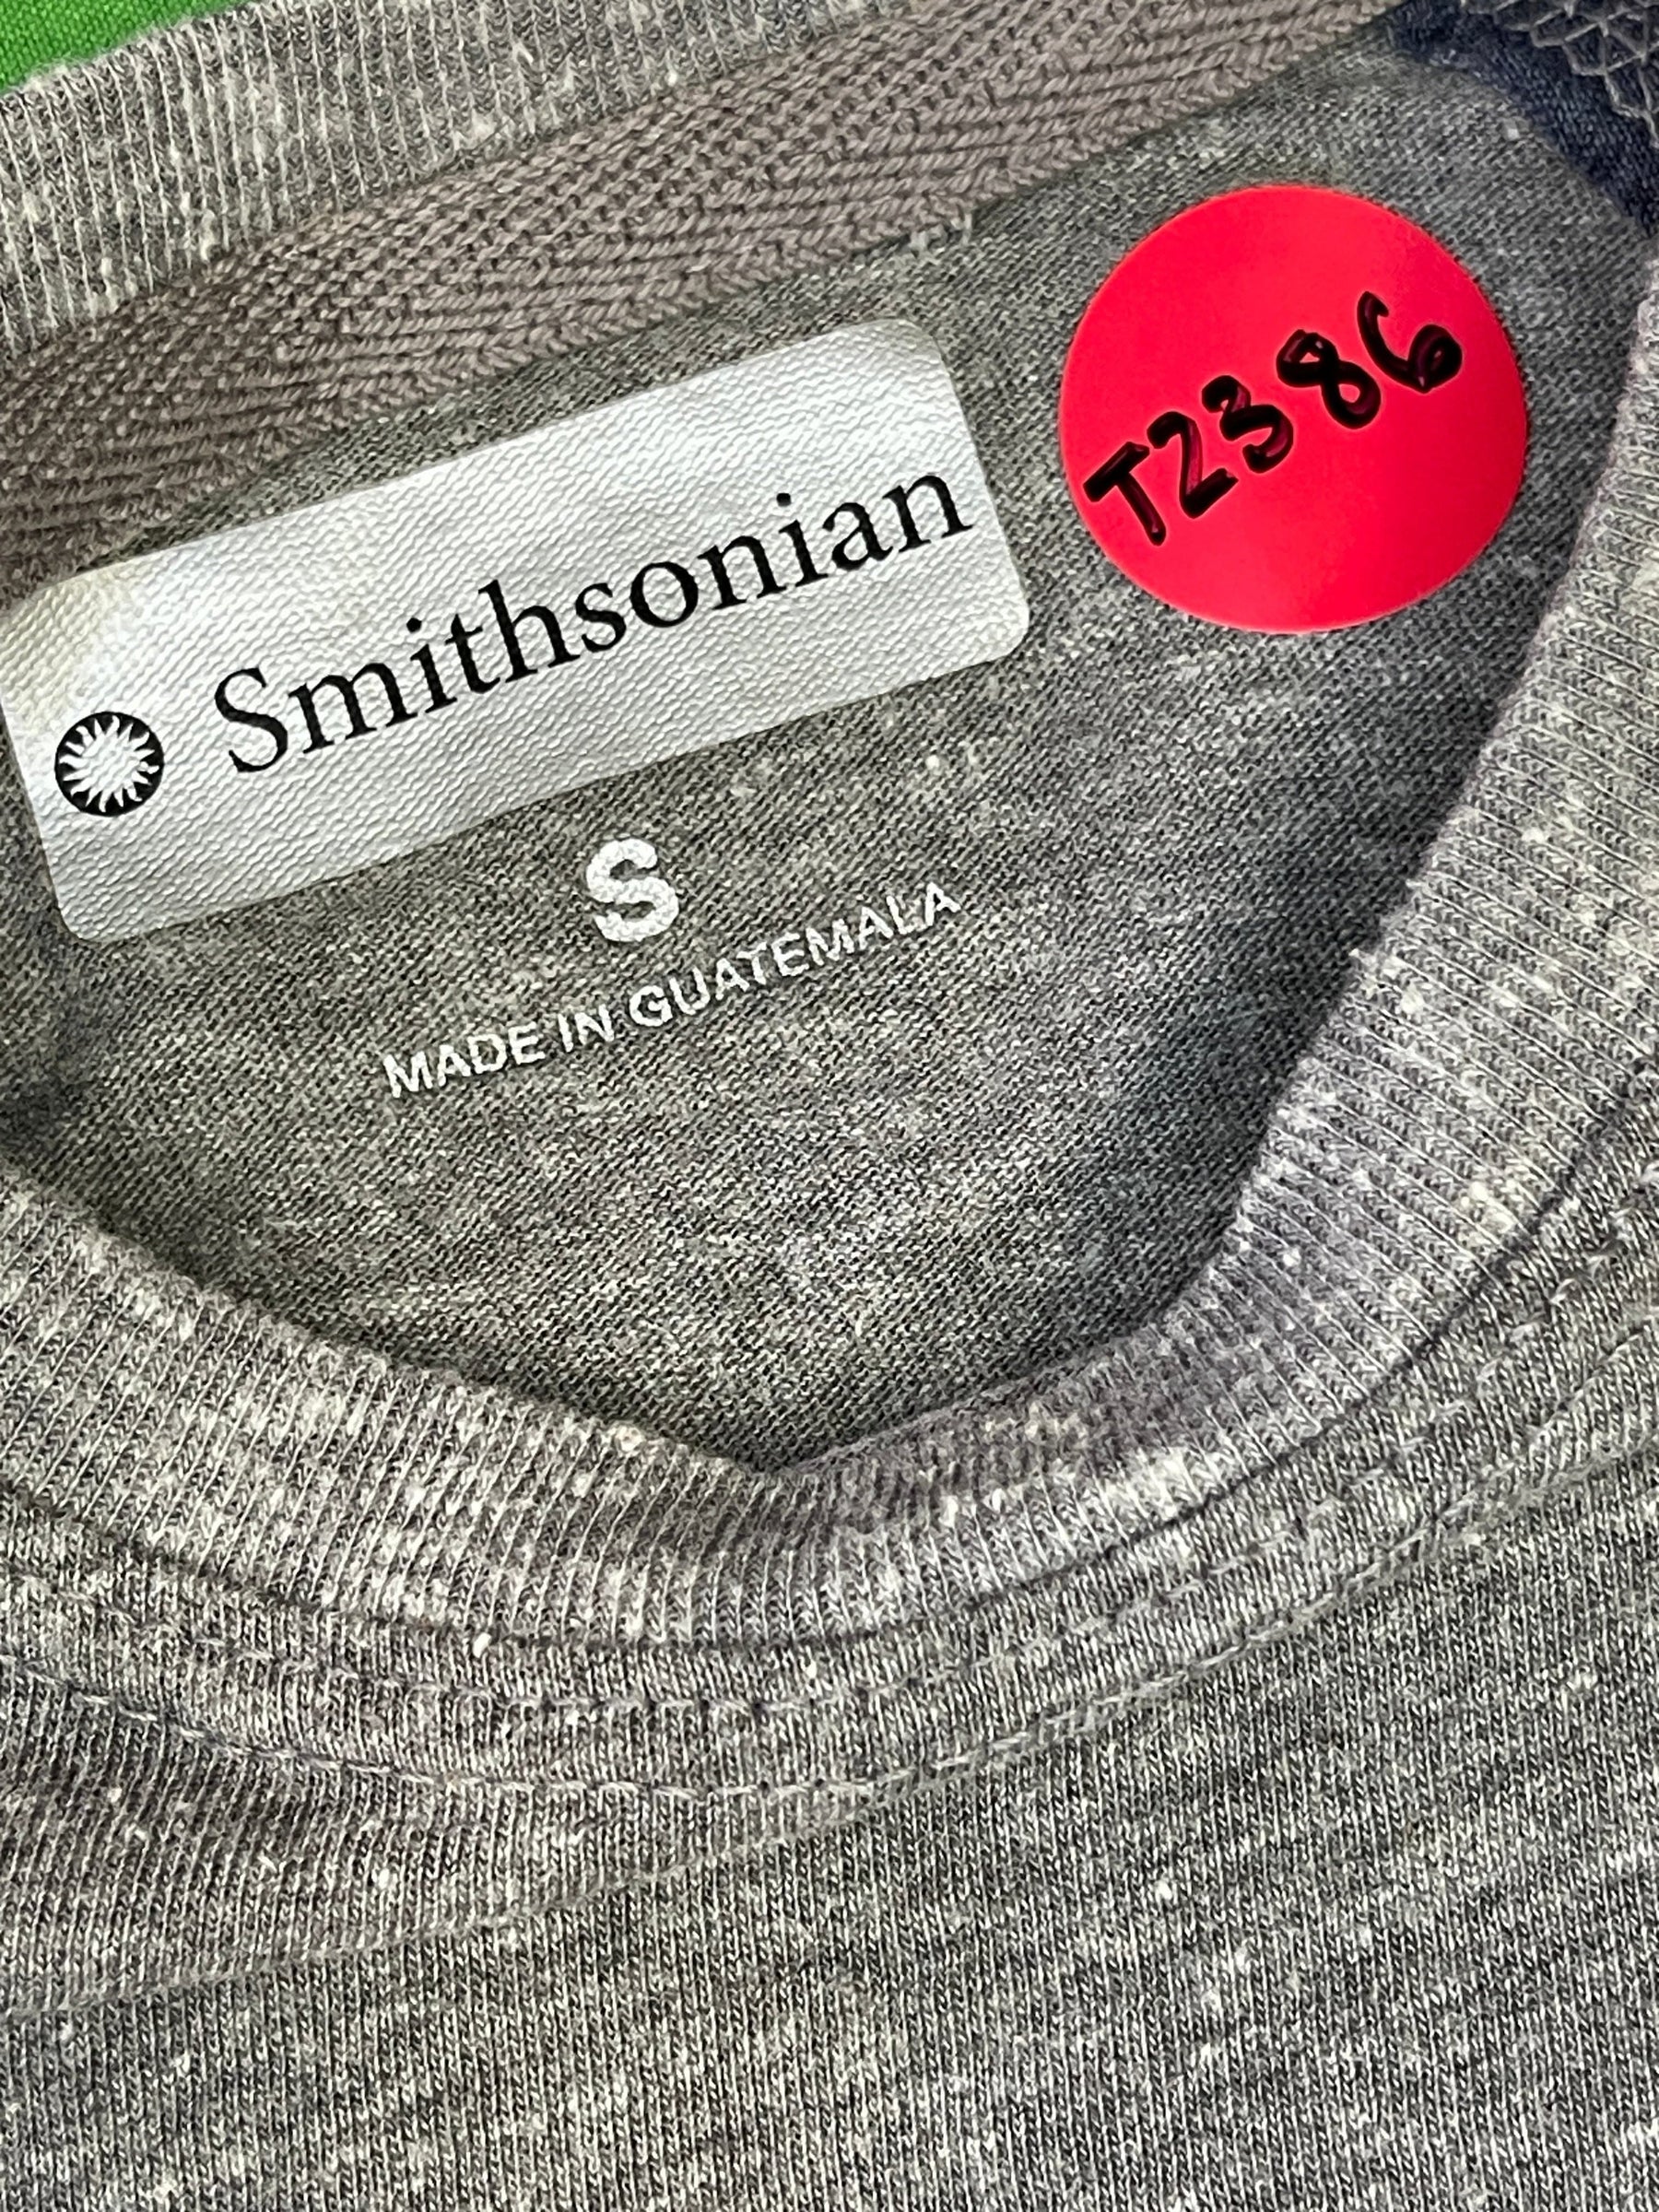 T2386
Smithsonian
S
MADE IN GUATEMALA